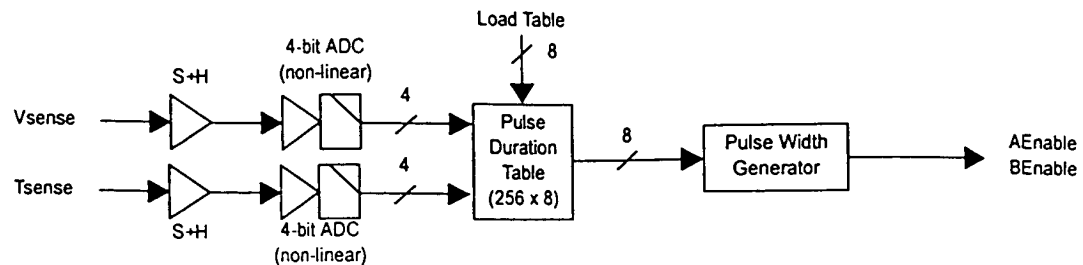 Load Table
8
4-bit ADC
(non-linear)
S+H
Vsense
4
Pulse
Duration
Table
(256 x 8)
8
Pulse Width
Generator
AEnable
BEnable
Tsense
4
S+H
4-bit ADC
(non-linear)